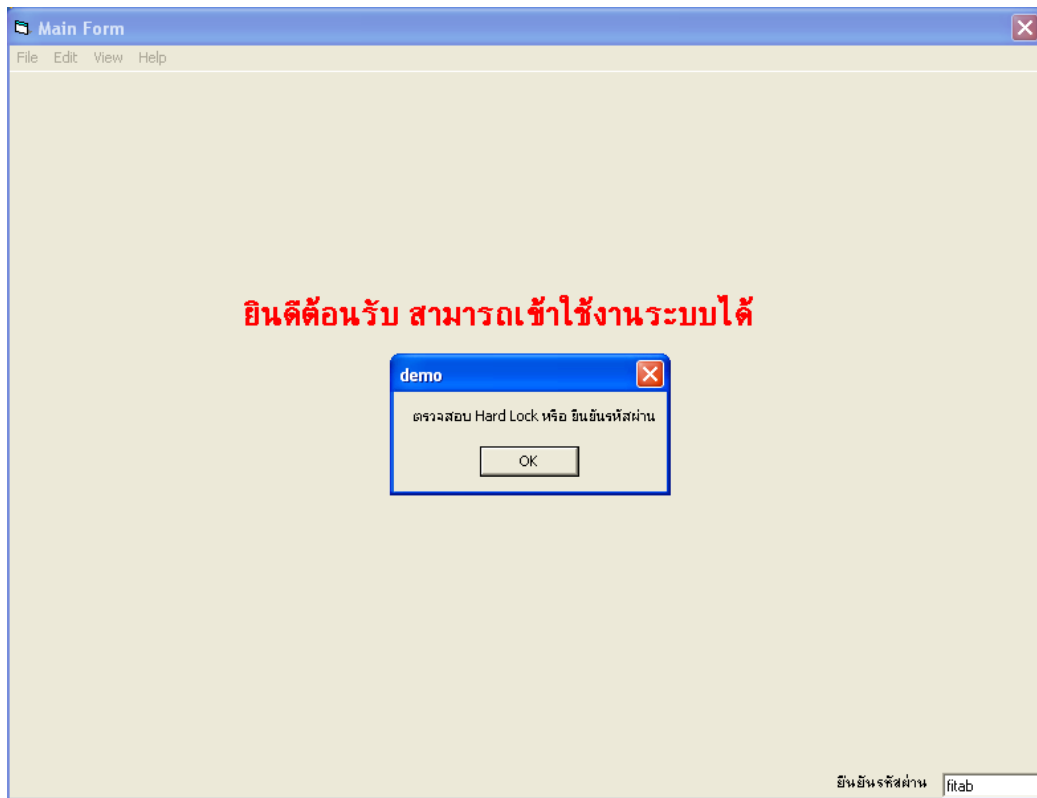 Main Form
File Edit View Help
ยินดีต้อนรับ สามารถเข้าใช้งานระบบได้
demo
ตรวจสอบ Hard Lock หรือ ยืนยันรหัสผ่าน
OK
ยืนยันรหัสผ่าน fitab